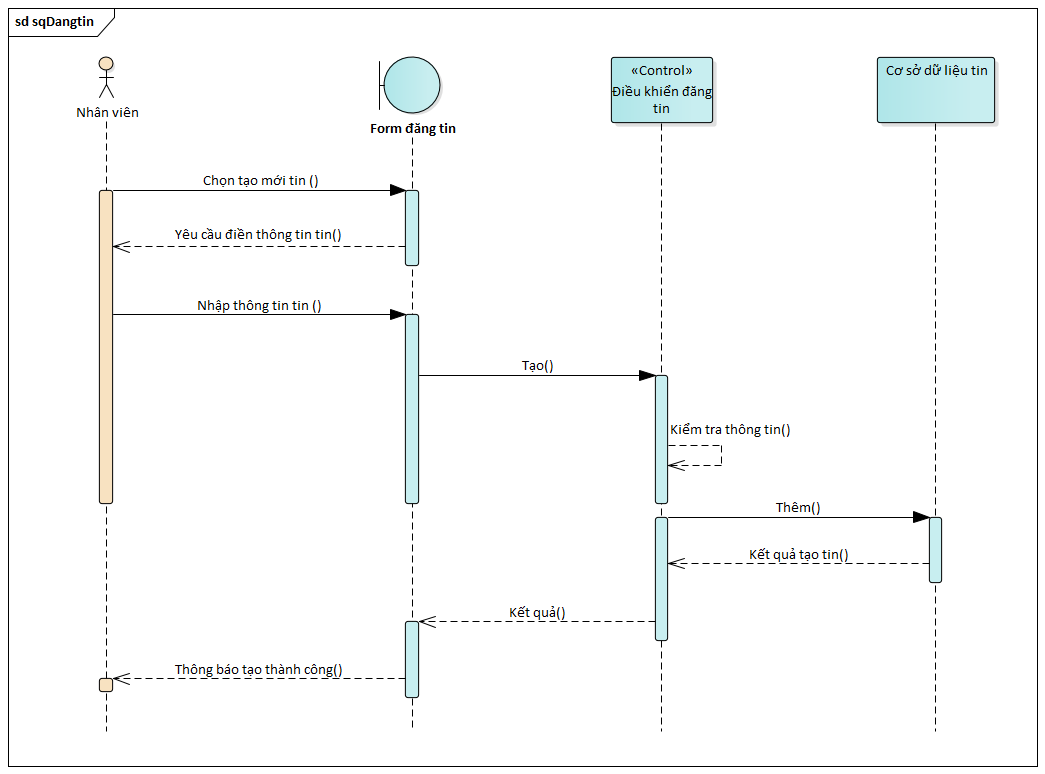 sd sqDangtin
Nhân viên
Form đăng tin
«Control»
Điều khiển đăng
tin
Cơ sở dữ liệu tin
Chọn tạo mới tin ()
Yêu cầu điền thông tin tin()
Nhập thông tin tin ()
Tạo()
Kiểm tra thông tin()
Thêm()
Kết quả tạo tin()
Kết quả()
Thông báo tạo thành công()